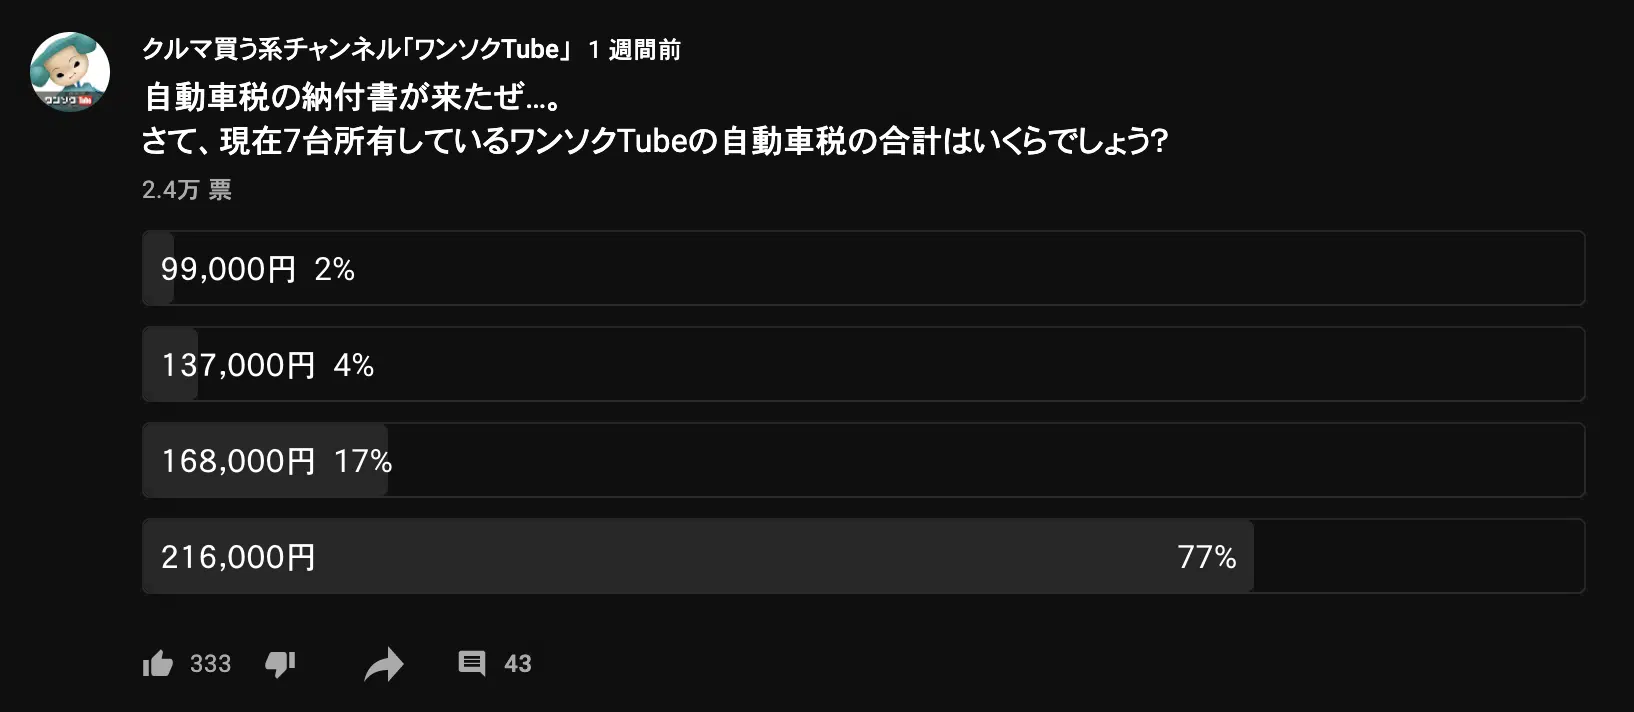 クルマ買う系チャンネル「ワンソクTube」 1 週間前
自動車税の納付書が来たぜ…。
さて、現在7台所有しているワンソクTubeの自動車税の合計はいくらでしょう?
2.4万 票
99,000円 2%
137,000円 4%
168,000円 17%
216,000円 77%
333 43
ワンソク Tube